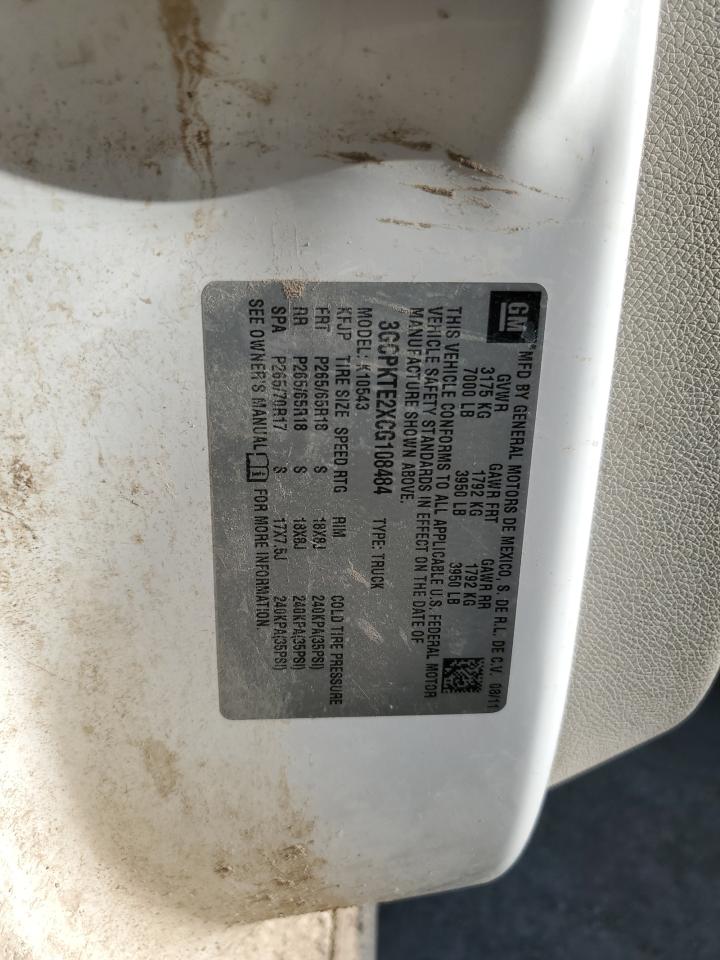 GM MFD BY GENERAL MOTORS DE MEXICO, S. DE R.L. DE C.V. 08/11
GVWR GAWR FRT GAWR RR
3175 KG 1792 KG 1792 KG
7000 LB 3950 LB 3950 LB
THIS VEHICLE CONFORMS TO ALL APPLICABLE U.S. FEDERAL MOTOR
VEHICLE SAFETY STANDARDS IN EFFECT ON THE DATE OF
MANUFACTURE SHOWN ABOVE.
3GCPKTE2XCG108484 TYPE: TRUCK
MODEL: K10543
KFJP TIRE SIZE SPEED RTG RIM COLD TIRE PRESSURE
FRT P265/65R18 S 18X8J 240KPA(35PSI)
RR P265/65R18 S 18X8J 240KPA(35PSI)
SPA P265/70R17 S 17X7.5J 240KPA(35PSI)
SEE OWNER'S MANUAL FOR MORE INFORMATION.